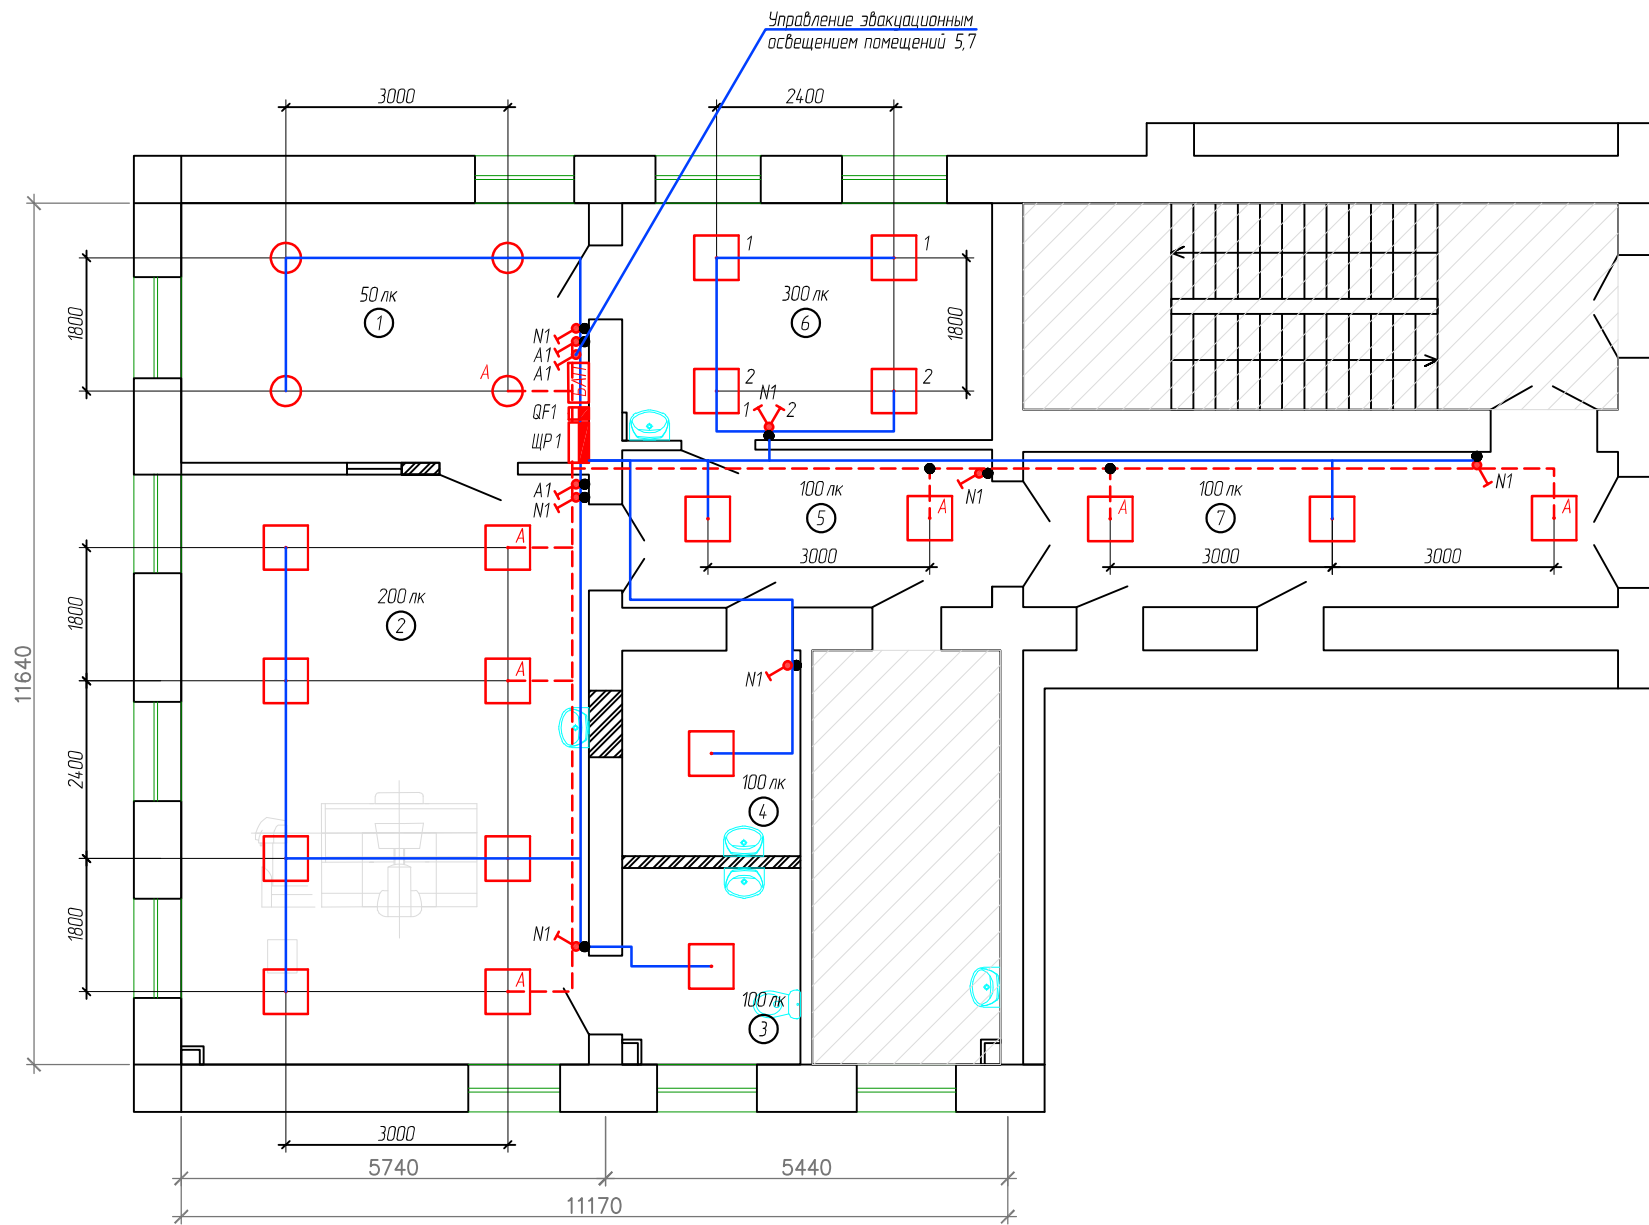 Управление эвакуационным
освещением помещений 5,7
3000
2400
1
1
50 лк
1
300 лк
6
1800
1800
N1
A1
A1
БАП
A
2
2
N1
1
2
QF1
ЩР1
A1
N1
100 лк
5
A
N1
100 лк
7
A
A
N1
3000
3000
3000
A
200 лк
2
1800
11640
A
N1
2400
100 лк
4
1800
N1
A
100 лк
3
3000
5740
5440
11170